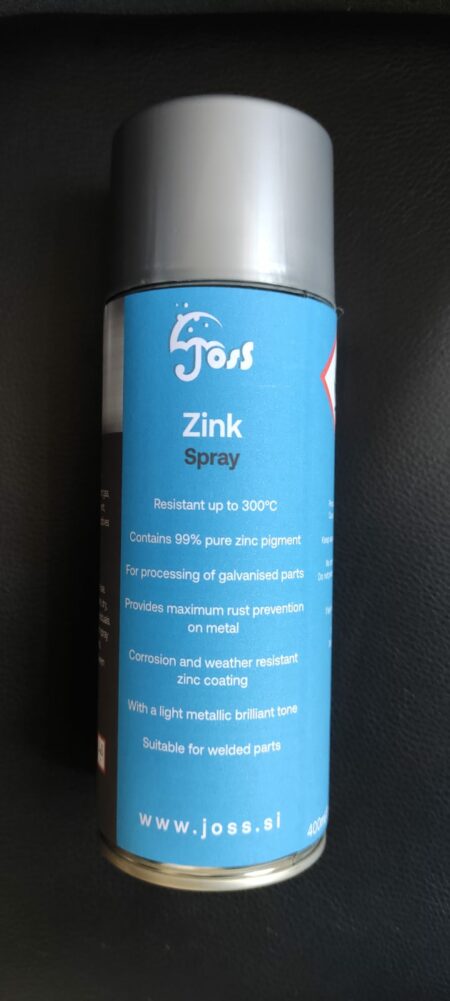 Joss
Zink
Spray
Resistant up to 300°C
Contains 99% pure zinc pigment
For processing of galvanised parts
Provides maximum rust prevention
on metal
Corrosion and weather resistant
zinc coating
With a light metallic brilliant tone
Suitable for welded parts
www.joss.si